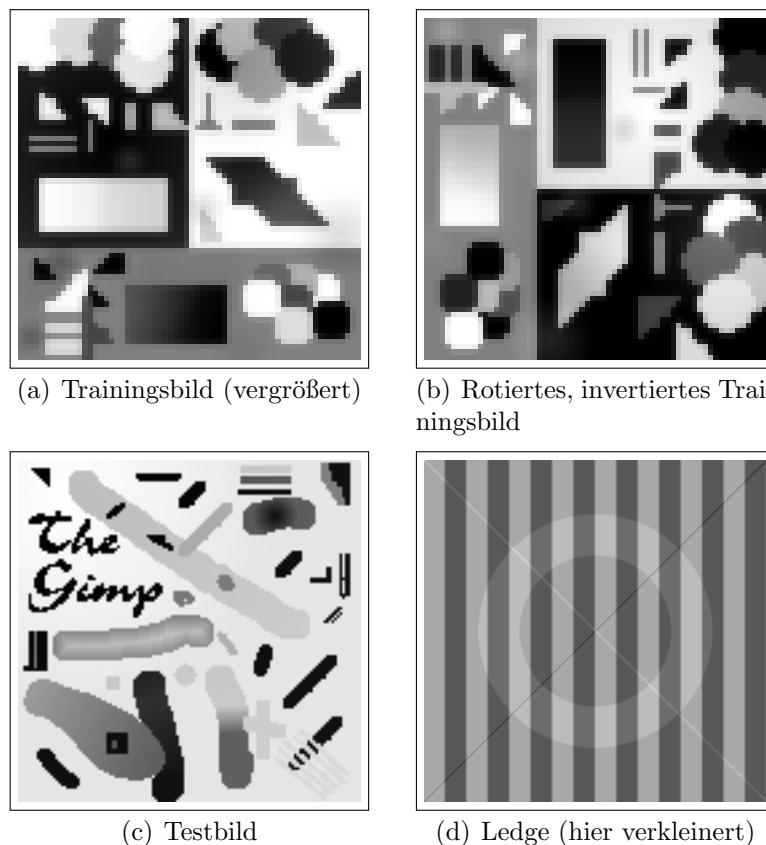 (a) Trainingsbild (vergrößert)
(b) Rotiertes, invertiertes Trai-
ningsbild
The
Gimp
(c) Testbild
(d) Ledge (hier verkleinert)